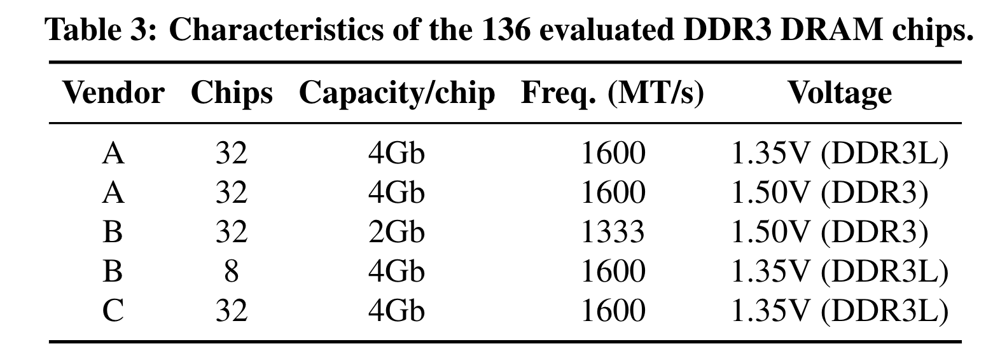 Table 3: Characteristics of the 136 evaluated DDR3 DRAM chips.
Vendor Chips Capacity/chip Freq. (MT/s) Voltage
A 32 4Gb 1600 1.35V (DDR3L)
A 32 4Gb 1600 1.50V (DDR3)
B 32 2Gb 1333 1.50V (DDR3)
B 8 4Gb 1600 1.35V (DDR3L)
C 32 4Gb 1600 1.35V (DDR3L)